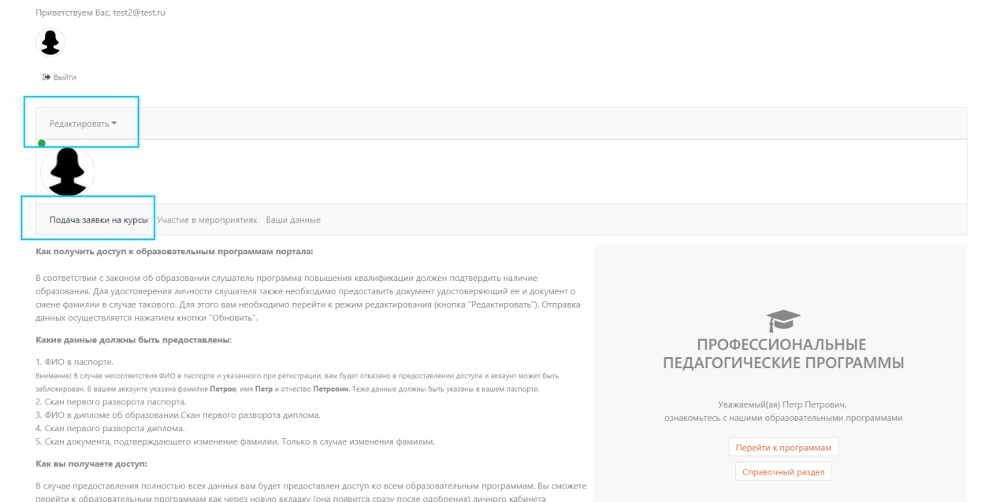 Приветствуем Вас, test2@test.ru
Выйти
Редактировать
Подача заявки на курсы Участие в мероприятиях Ваши данные
Как получить доступ к образовательным программам портала:
В соответствии с законом об образовании слушатель программа повышения квалификации должен подтвердить наличие
образования. Для удостоверения личности слушателя также необходимо предоставить документ удостоверяющий ее и документ о
смене фамилии в случае такового. Для этого вам необходимо перейти к режим редактирования (кнопка "Редактировать"). Отправка
данных осуществляется нажатием кнопки "Обновить".
Какие данные должны быть предоставлены:
1. ФИО в паспорте.
Внимание! В случае несоответствия ФИО в паспорте и указанного при регистрации, вам будет отказано в предоставлении доступа и аккаунт может быть
заблокирован. В вашем аккаунте указана фамилия Петров, имя Петр и отчество Петрович. Теже данные должны быть указаны в вашем паспорте.
2. Скан первого разворота паспорта.
3. ФИО в дипломе об образовании.Скан первого разворота диплома.
4. Скан первого разворота диплома.
5. Скан документа, подтверждающего изменение фамилии. Только в случае изменения фамилии.
Как вы получаете доступ:
В случае предоставления полностью всех данных вам будет предоставлен доступ ко всем образовательным программам. Вы сможете
перейти к образовательным программам как через новую вкладку (она появится сразу после одобрения) личного кабинета
ПРОФЕССИОНАЛЬНЫЕ
ПЕДАГОГИЧЕСКИЕ ПРОГРАММЫ
Уважаемый(ая) Петр Петрович,
ознакомьтесь с нашими образовательными программами
Перейти к программам
Справочный раздел